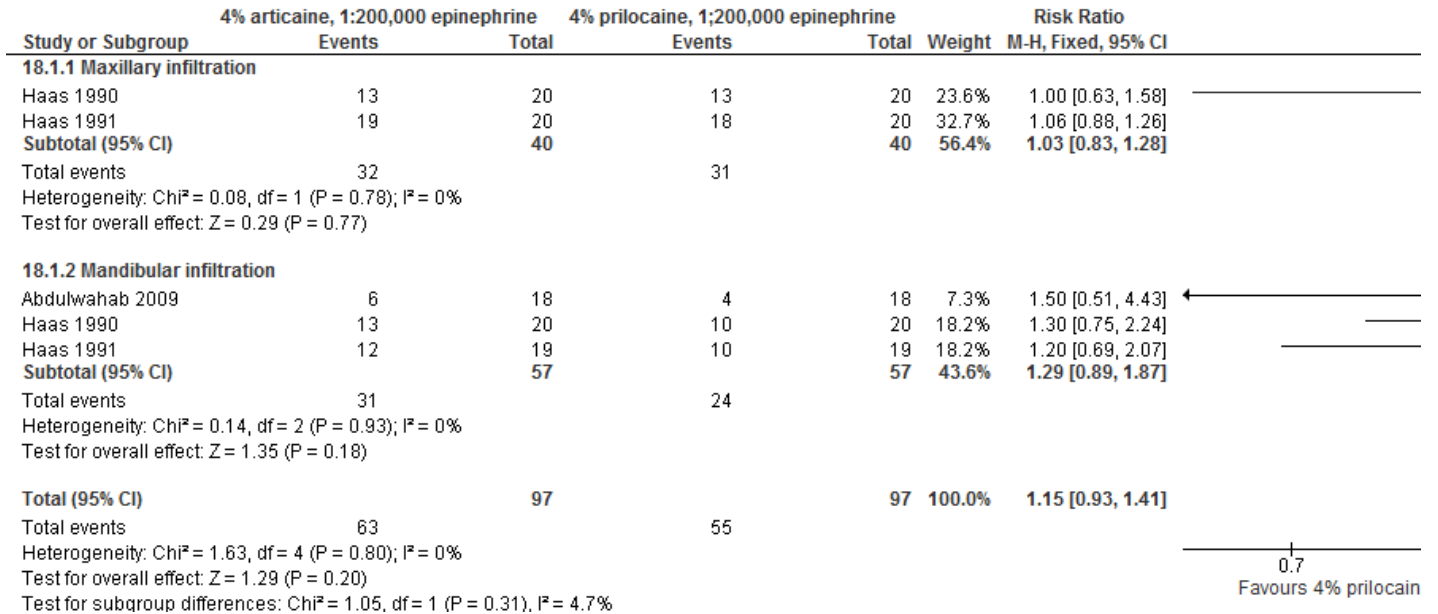 4% articaine, 1:200,000 epinephrine 4% prilocaine, 1;200,000 epinephrine Risk Ratio
Study or Subgroup Events Total Events Total Weight M-H, Fixed, 95% CI
18.1.1 Maxillary infiltration
Haas 1990 13 20 13 20 23.6% 1.00 [0.63, 1.58]
Haas 1991 19 20 18 20 32.7% 1.06 [0.88, 1.26]
Subtotal (95% CI) 40 40 56.4% 1.03 [0.83, 1.28]
Total events 32 31
Heterogeneity: Chi² = 0.08, df = 1 (P = 0.78); I² = 0%
Test for overall effect: Z = 0.29 (P = 0.77)
18.1.2 Mandibular infiltration
Abdulwahab 2009 6 18 4 18 7.3% 1.50 [0.51, 4.43]
Haas 1990 13 20 10 20 18.2% 1.30 [0.75, 2.24]
Haas 1991 12 19 10 19 18.2% 1.20 [0.69, 2.07]
Subtotal (95% CI) 57 57 43.6% 1.29 [0.89, 1.87]
Total events 31 24
Heterogeneity: Chi² = 0.14, df = 2 (P = 0.93); I² = 0%
Test for overall effect: Z = 1.35 (P = 0.18)
Total (95% CI) 97 97 100.0% 1.15 [0.93, 1.41]
Total events 63 55
Heterogeneity: Chi² = 1.63, df = 4 (P = 0.80); I² = 0%
Test for overall effect: Z = 1.29 (P = 0.20)
Test for subgroup differences: Chi² = 1.05, df = 1 (P = 0.31), I² = 4.7%
0.7
Favours 4% prilocain